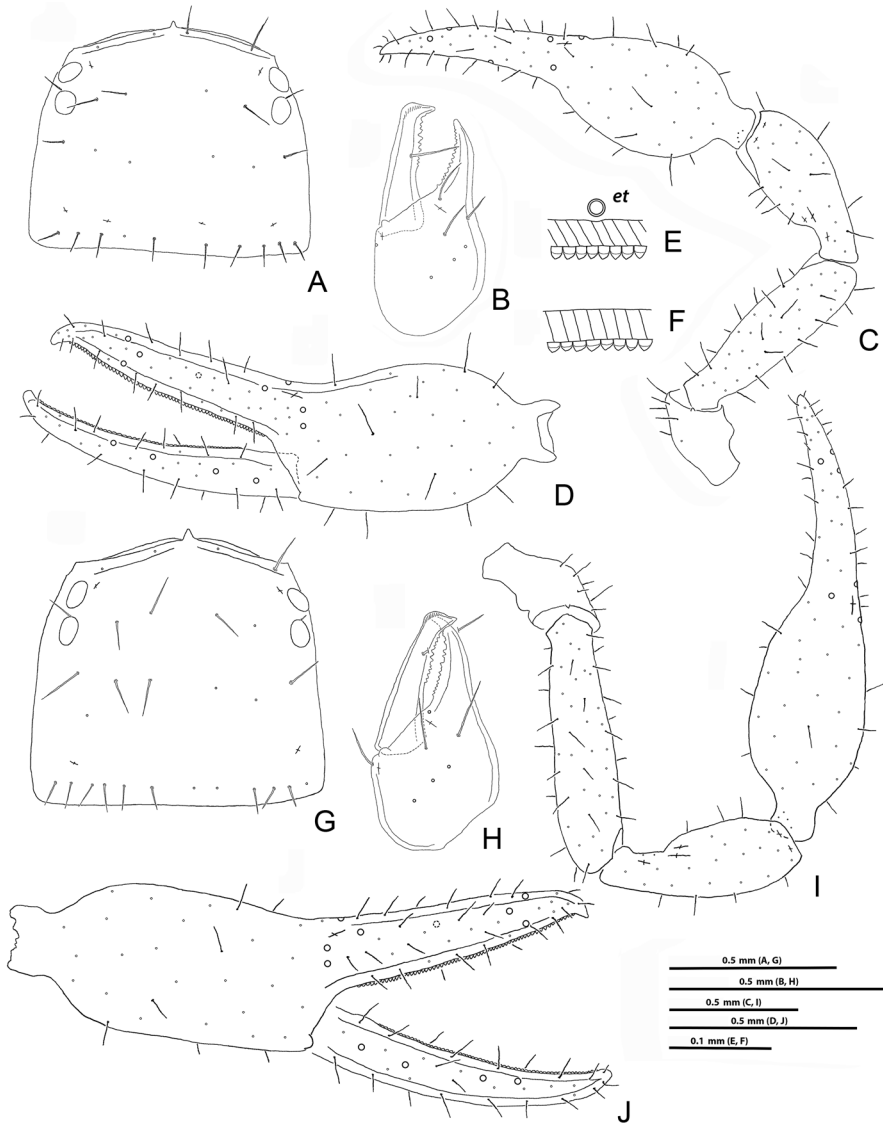 A
B
et
E
F
C
D
G
H
I
0.5 mm (A, G)
0.5 mm (B, H)
0.5 mm (C, I)
0.5 mm (D, J)
0.1 mm (E, F)
J